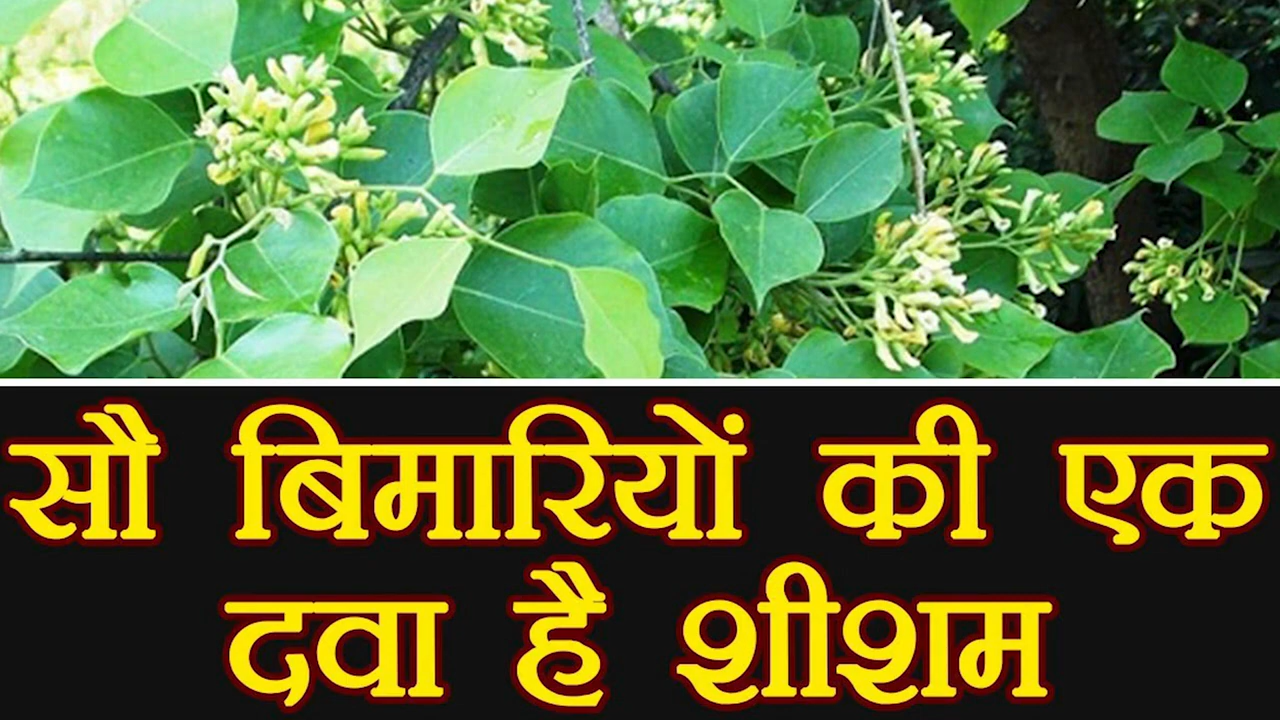 सौ बिमारियों की एक
दवा है शीशम